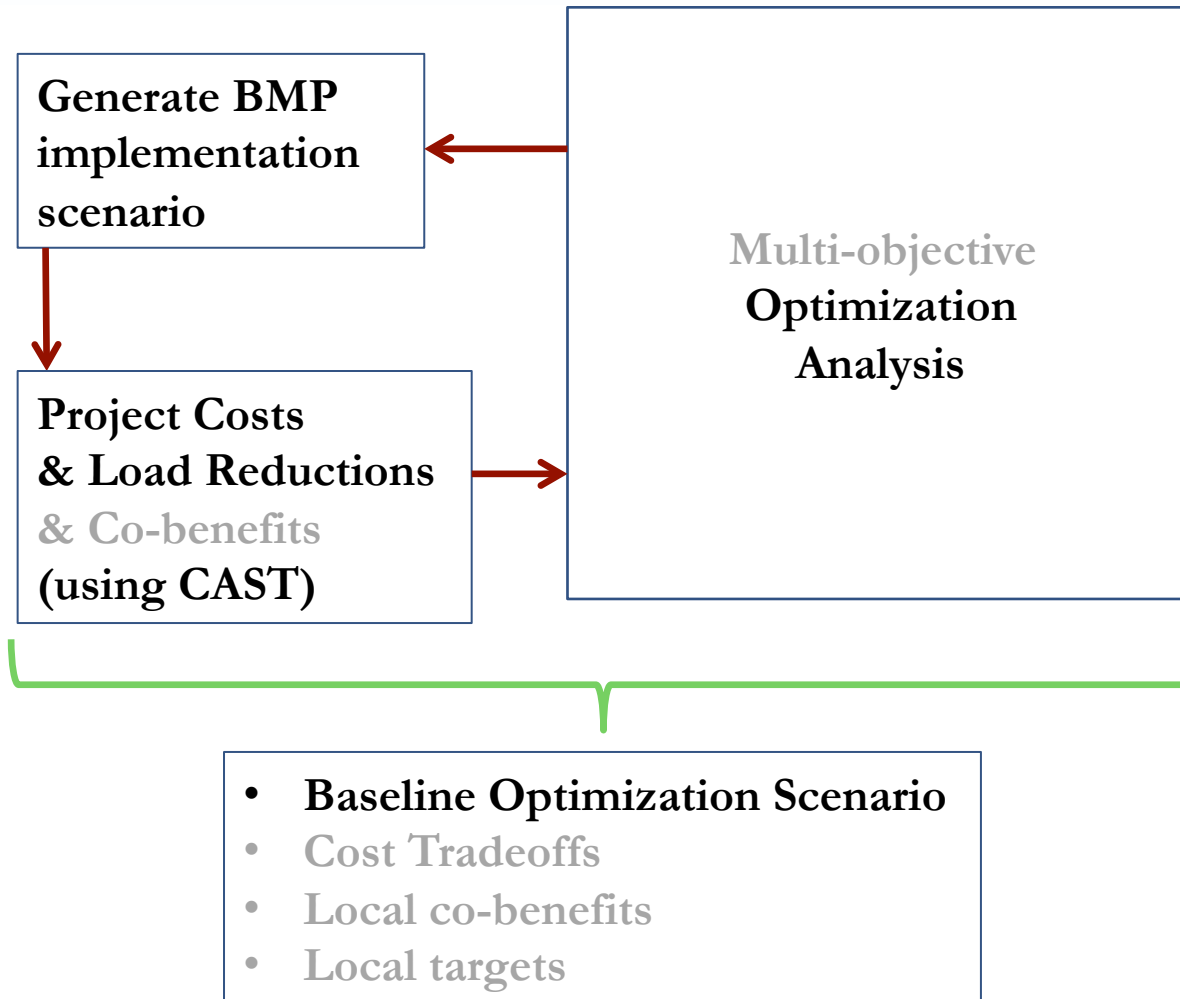 Generate BMP
implementation
scenario
Multi-objective
Optimization
Analysis
Project Costs
& Load Reductions
& Co-benefits
(using CAST)
• Baseline Optimization Scenario
• Cost Tradeoffs
• Local co-benefits
• Local targets